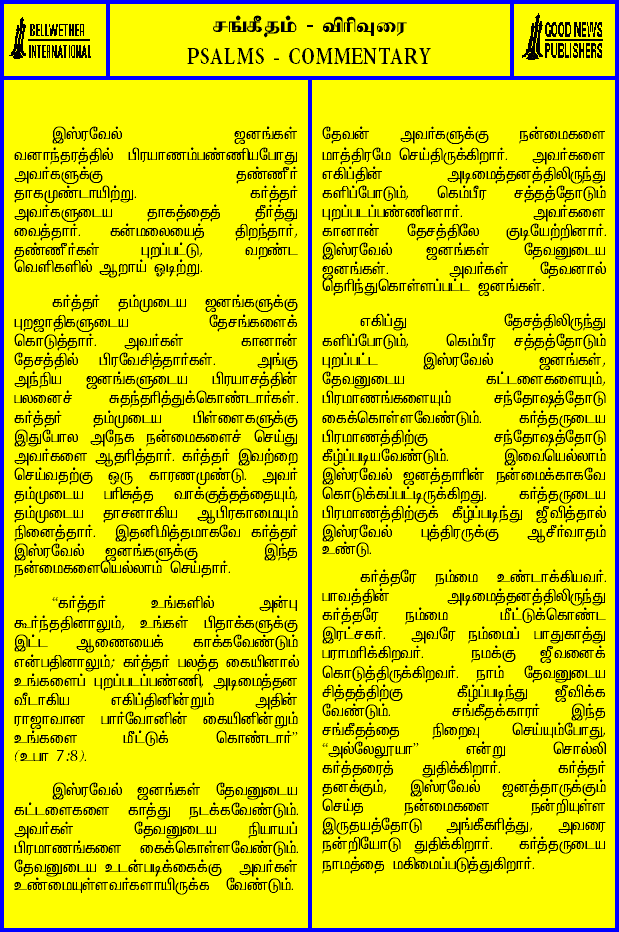 BELLWETHER
INTERNATIONAL
சங்கீதம் - விரிவுரை
PSALMS - COMMENTARY
GOOD NEWS
PUBLISHERS
இஸ்ரவேல் ஜனங்கள்
வனாந்தரத்தில் பிரயாணம்பண்ணியபோது
அவர்களுக்கு தண்ணீர்
தாகமுண்டாயிற்று. கர்த்தர்
அவர்களுடைய தாகத்தைத் தீர்த்து
வைத்தார். கன்மலையைத் திறந்தார்,
தண்ணீர்கள் புறப்பட்டு, வறண்ட
வெளிகளில் ஆறாய் ஓடிற்று.
கர்த்தர் தம்முடைய ஜனங்களுக்கு
புறஜாதிகளுடைய தேசங்களைக்
கொடுத்தார். அவர்கள் கானான்
தேசத்தில் பிரவேசித்தார்கள். அங்கு
அந்நிய ஜனங்களுடைய பிரயாசத்தின்
பலனைச் சுதந்தரித்துக்கொண்டார்கள்.
கர்த்தர் தம்முடைய பிள்ளைகளுக்கு
இதுபோல அநேக நன்மைகளைச் செய்து
அவர்களை ஆதரித்தார். கர்த்தர் இவற்றை
செய்வதற்கு ஒரு காரணமுண்டு. அவர்
தம்முடைய பரிசுத்த வாக்குத்தத்தையும்,
தம்முடைய தாசனாகிய ஆபிரகாமையும்
நினைத்தார். இதனிமித்தமாகவே கர்த்தர்
இஸ்ரவேல் ஜனங்களுக்கு இந்த
நன்மைகளையெல்லாம் செய்தார்.
“கர்த்தர் உங்களில் அன்பு
கூர்ந்ததினாலும், உங்கள் பிதாக்களுக்கு
இட்ட ஆணையைக் காக்கவேண்டும்
என்பதினாலும்; கர்த்தர் பலத்த கையினால்
உங்களைப் புறப்படப்பண்ணி, அடிமைத்தன
வீடாகிய எகிப்தினின்றும் அதின்
ராஜாவான பார்வோனின் கையினின்றும்
உங்களை மீட்டுக் கொண்டார்”
(உபா 7:8).
இஸ்ரவேல் ஜனங்கள் தேவனுடைய
கட்டளைகளை காத்து நடக்கவேண்டும்.
அவர்கள் தேவனுடைய நியாயப்
பிரமாணங்களை கைக்கொள்ளவேண்டும்.
தேவனுடைய உடன்படிக்கைக்கு அவர்கள்
உண்மையுள்ளவர்களாயிருக்க வேண்டும்.
தேவன் அவர்களுக்கு நன்மைகளை
மாத்திரமே செய்திருக்கிறார். அவர்களை
எகிப்தின் அடிமைத்தனத்திலிருந்து
களிப்போடும், கெம்பீர சத்தத்தோடும்
புறப்படப்பண்ணினார். அவர்களை
கானான் தேசத்திலே குடியேற்றினார்.
இஸ்ரவேல் ஜனங்கள் தேவனுடைய
ஜனங்கள். அவர்கள் தேவனால்
தெரிந்துகொள்ளப்பட்ட ஜனங்கள்.
எகிப்து தேசத்திலிருந்து
களிப்போடும், கெம்பீர சத்தத்தோடும்
புறப்பட்ட இஸ்ரவேல் ஜனங்கள்,
தேவனுடைய கட்டளைகளையும்,
பிரமாணங்களையும் சந்தோஷத்தோடு
கைக்கொள்ளவேண்டும். கர்த்தருடைய
பிரமாணத்திற்கு சந்தோஷத்தோடு
கீழ்ப்படியவேண்டும். இவையெல்லாம்
இஸ்ரவேல் ஜனத்தாரின் நன்மைக்காகவே
கொடுக்கப்பட்டிருக்கிறது. கர்த்தருடைய
பிரமாணத்திற்குக் கீழ்ப்படிந்து ஜீவித்தால்
இஸ்ரவேல் புத்திரருக்கு ஆசீர்வாதம்
உண்டு.
கர்த்தரே நம்மை உண்டாக்கியவர்.
பாவத்தின் அடிமைத்தனத்திலிருந்து
கர்த்தரே நம்மை மீட்டுக்கொண்ட
இரட்சகர். அவரே நம்மைப் பாதுகாத்து
பராமரிக்கிறவர். நமக்கு ஜீவனைக்
கொடுத்திருக்கிறவர். நாம் தேவனுடைய
சித்தத்திற்கு கீழ்ப்படிந்து ஜீவிக்க
வேண்டும். சங்கீதக்காரர் இந்த
சங்கீதத்தை நிறைவு செய்யும்போது,
“அல்லேலூயா” என்று சொல்லி
கர்த்தரைத் துதிக்கிறார். கர்த்தர்
தனக்கும், இஸ்ரவேல் ஜனத்தாருக்கும்
செய்த நன்மைகளை நன்றியுள்ள
இருதயத்தோடு அங்கீகரித்து, அவரை
நன்றியோடு துதிக்கிறார். கர்த்தருடைய
நாமத்தை மகிமைப்படுத்துகிறார்.